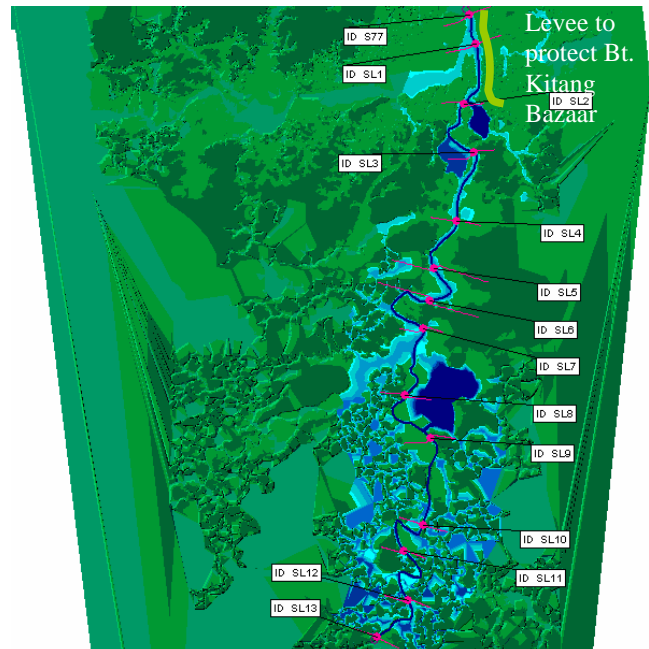 Levee to
protect Bt.
Kitang
Bazaar
ID S77
ID SL1
ID SL2
ID SL3
ID SL4
ID SL5
ID SL6
ID SL7
ID SL8
ID SL9
ID SL10
ID SL11
ID SL12
ID SL13